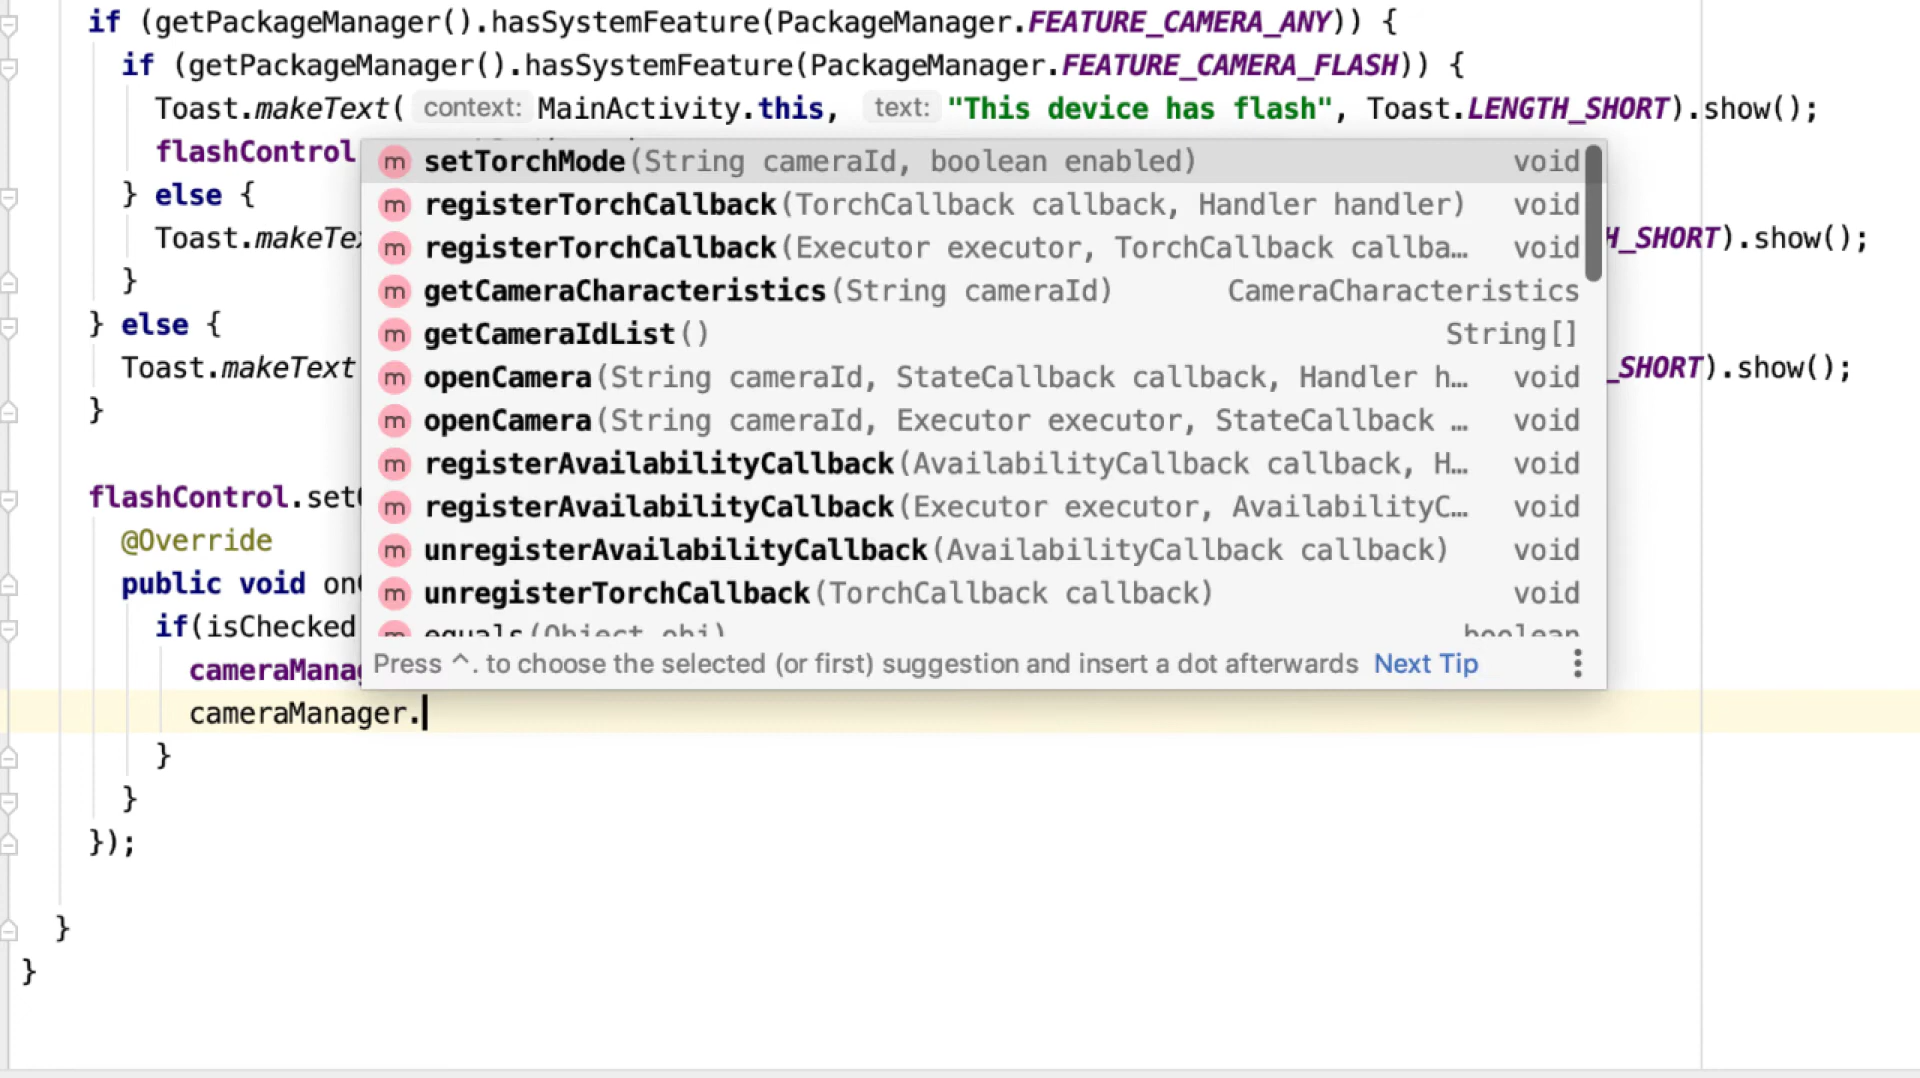 if (getPackageManager().hasSystemFeature(PackageManager.FEATURE_CAMERA_ANY)) {
if (getPackageManager().hasSystemFeature(PackageManager.FEATURE_CAMERA_FLASH)) {
Toast.makeText( context: MainActivity.this, text: "This device has flash", Toast.LENGTH_SHORT).show();
flashControl
m setTorchMode(String cameraId, boolean enabled) void
} else {
m registerTorchCallback(TorchCallback callback, Handler handler) void
Toast.makeTe
m registerTorchCallback(Executor executor, TorchCallback callba… void
_SHORT).show();
}
m getCameraCharacteristics(String cameraId) CameraCharacteristics
} else {
m getCameraIdList() String[]
Toast.makeText
m openCamera(String cameraId, StateCallback callback, Handler h… void
_SHORT).show();
}
m openCamera(String cameraId, Executor executor, StateCallback … void
m registerAvailabilityCallback(AvailabilityCallback callback, H… void
flashControl.set
m registerAvailabilityCallback(Executor executor, AvailabilityC… void
@Override
m unregisterAvailabilityCallback(AvailabilityCallback callback) void
public void on
m unregisterTorchCallback(TorchCallback callback) void
if(isChecked
m equals(Object obj) boolean
cameraMana
Press ^. to choose the selected (or first) suggestion and insert a dot afterwards Next Tip
cameraManager.
}
}
});
}
}